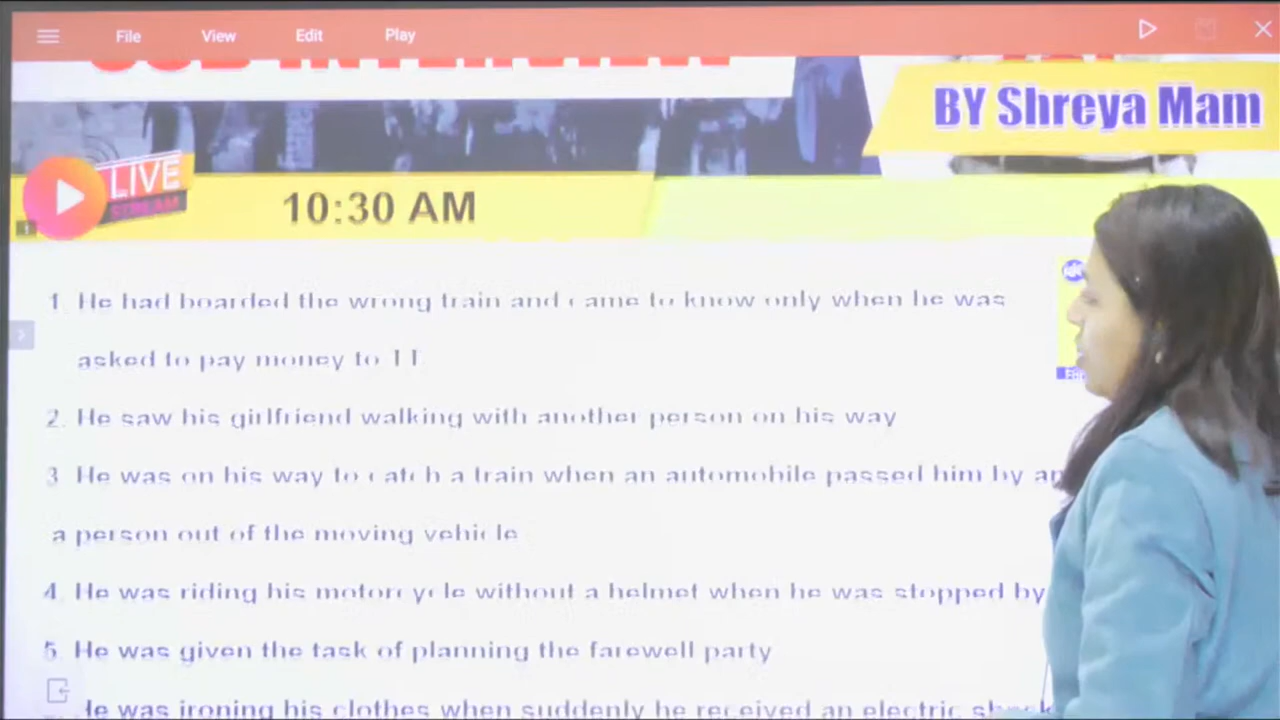 File View Edit Play
BY Shreya Mam
LIVE
STREAM
10:30 AM
1. He had boarded the wrong train and came to know only when he was
asked to pay money to TT
2. He saw his girlfriend walking with another person on his way
3. He was on his way to catch a train when an automobile passed him by
a person out of the moving vehicle
4. He was riding his motorcycle without a helmet when he was stopped by
5. He was given the task of planning the farewell party
He was ironing his clothes when suddenly he received an electric shock